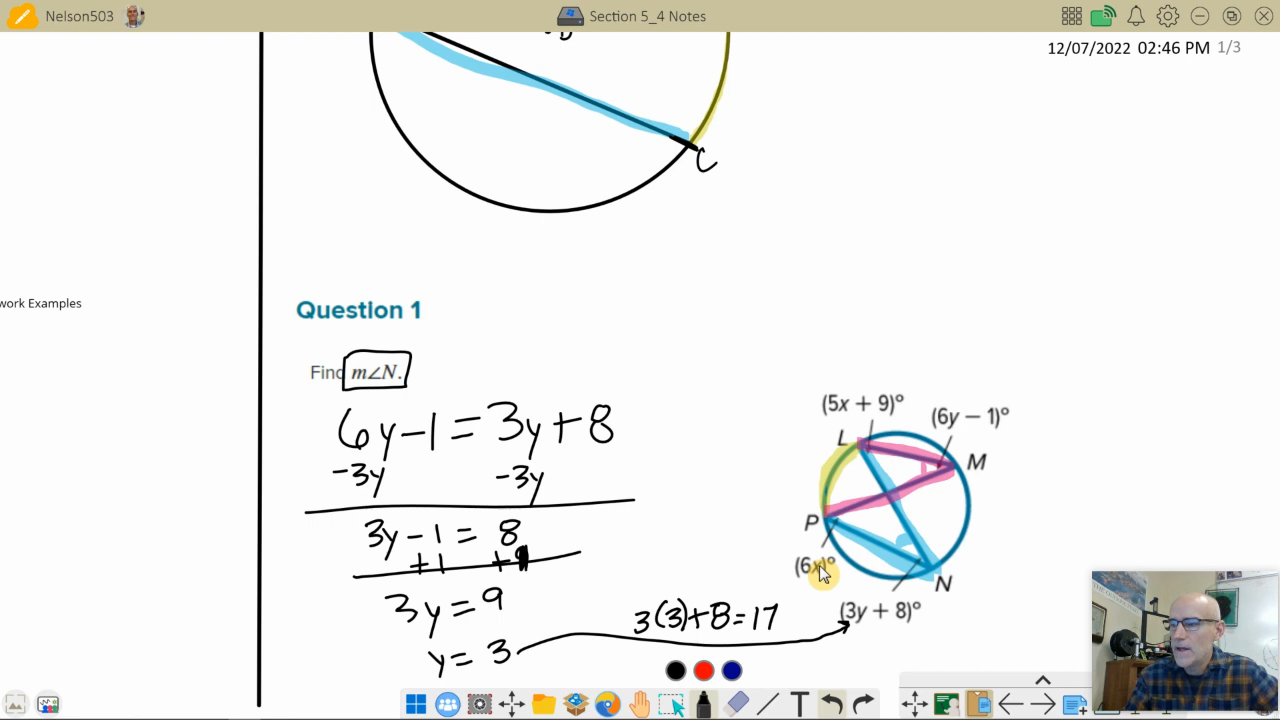 Nelson503
Section 5_4 Notes
12/07/2022 02:46 PM 1/3
C
work Examples
Question 1
Find m∠N.
6y-1=3y+8
-3y -3y
3y-1=8
+1 +1
3y=9
y=3
3(3)+8=17
(5x + 9)°
(6y − 1)°
L
M
P
(6x)°
N
(3y + 8)°
T